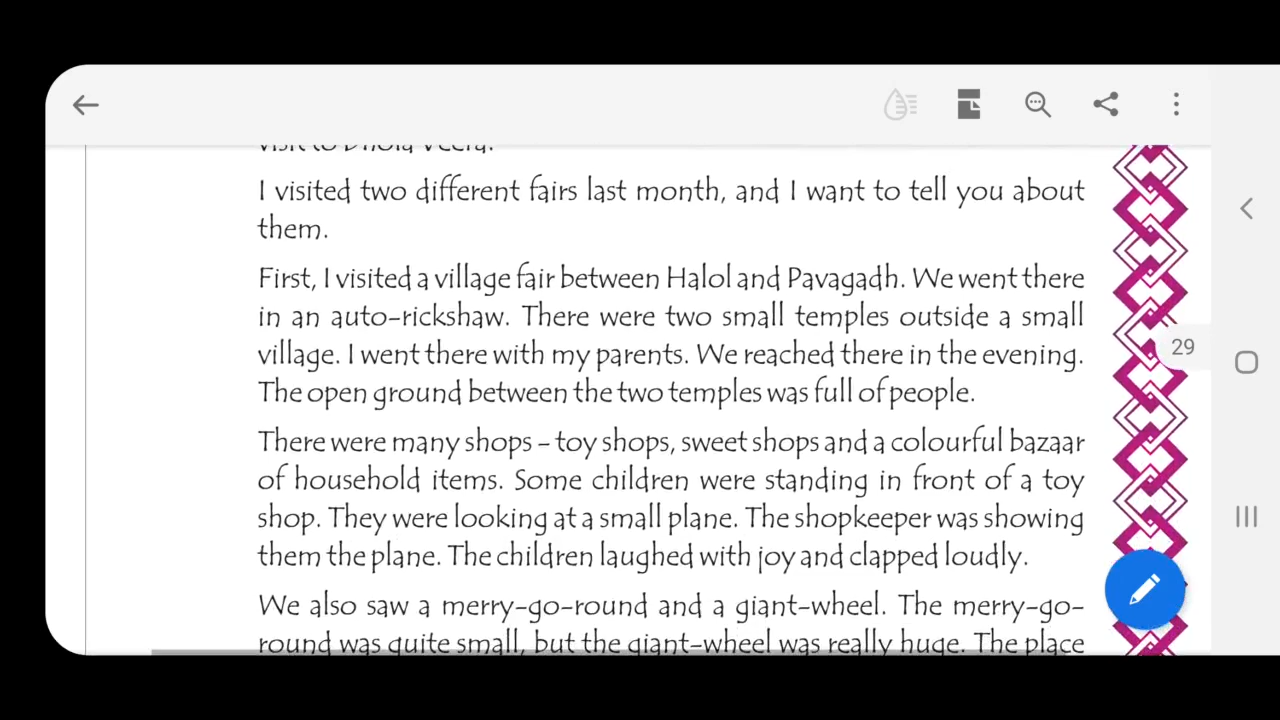 visit to Dhola Veera.
I visited two different fairs last month, and I want to tell you about
them.
First, I visited a village fair between Halol and Pavagadh. We went there
in an auto-rickshaw. There were two small temples outside a small
village. I went there with my parents. We reached there in the evening.
The open ground between the two temples was full of people.
There were many shops – toy shops, sweet shops and a colourful bazaar
of household items. Some children were standing in front of a toy
shop. They were looking at a small plane. The shopkeeper was showing
them the plane. The children laughed with joy and clapped loudly.
We also saw a merry-go-round and a giant-wheel. The merry-go-
round was quite small, but the giant-wheel was really huge. The place
29